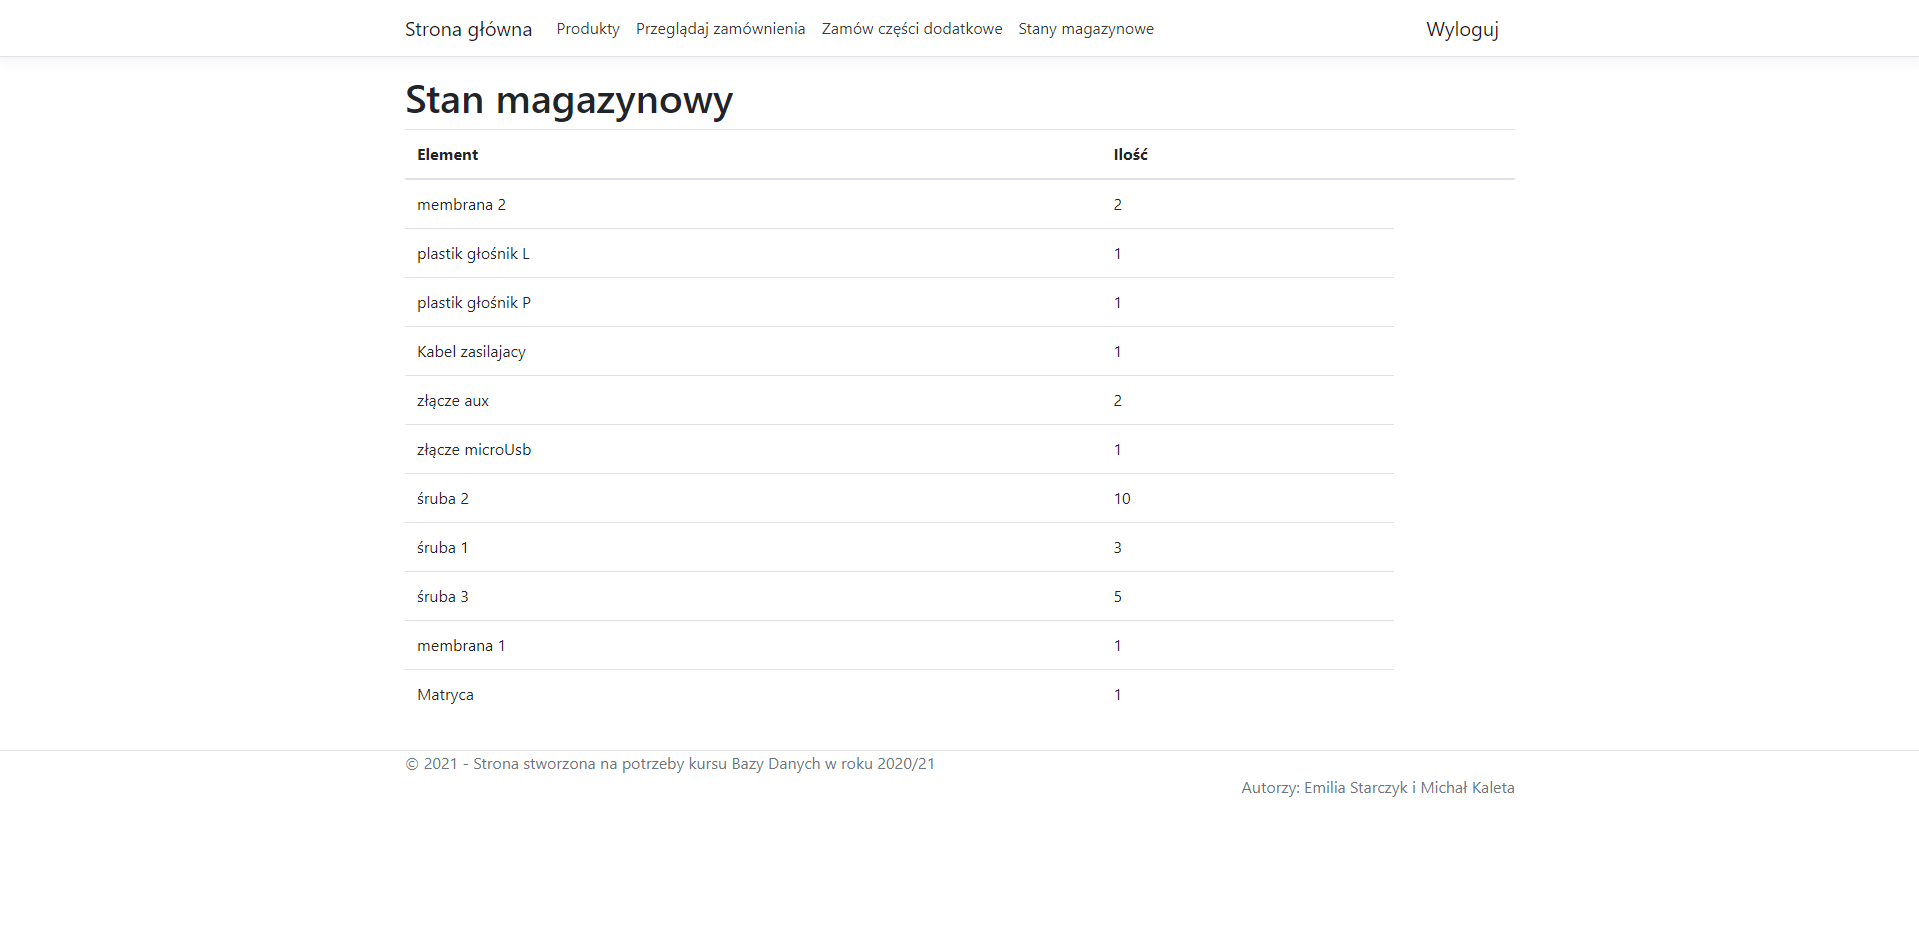 Strona główna Produkty Przeglądaj zamównienia Zamów części dodatkowe Stany magazynowe Wyloguj
Stan magazynowy
Element Ilość
membrana 2 2
plastik głośnik L 1
plastik głośnik P 1
Kabel zasilajacy 1
złącze aux 2
złącze microUsb 1
śruba 2 10
śruba 1 3
śruba 3 5
membrana 1 1
Matryca 1
© 2021 - Strona stworzona na potrzeby kursu Bazy Danych w roku 2020/21
Autorzy: Emilia Starczyk i Michał Kaleta